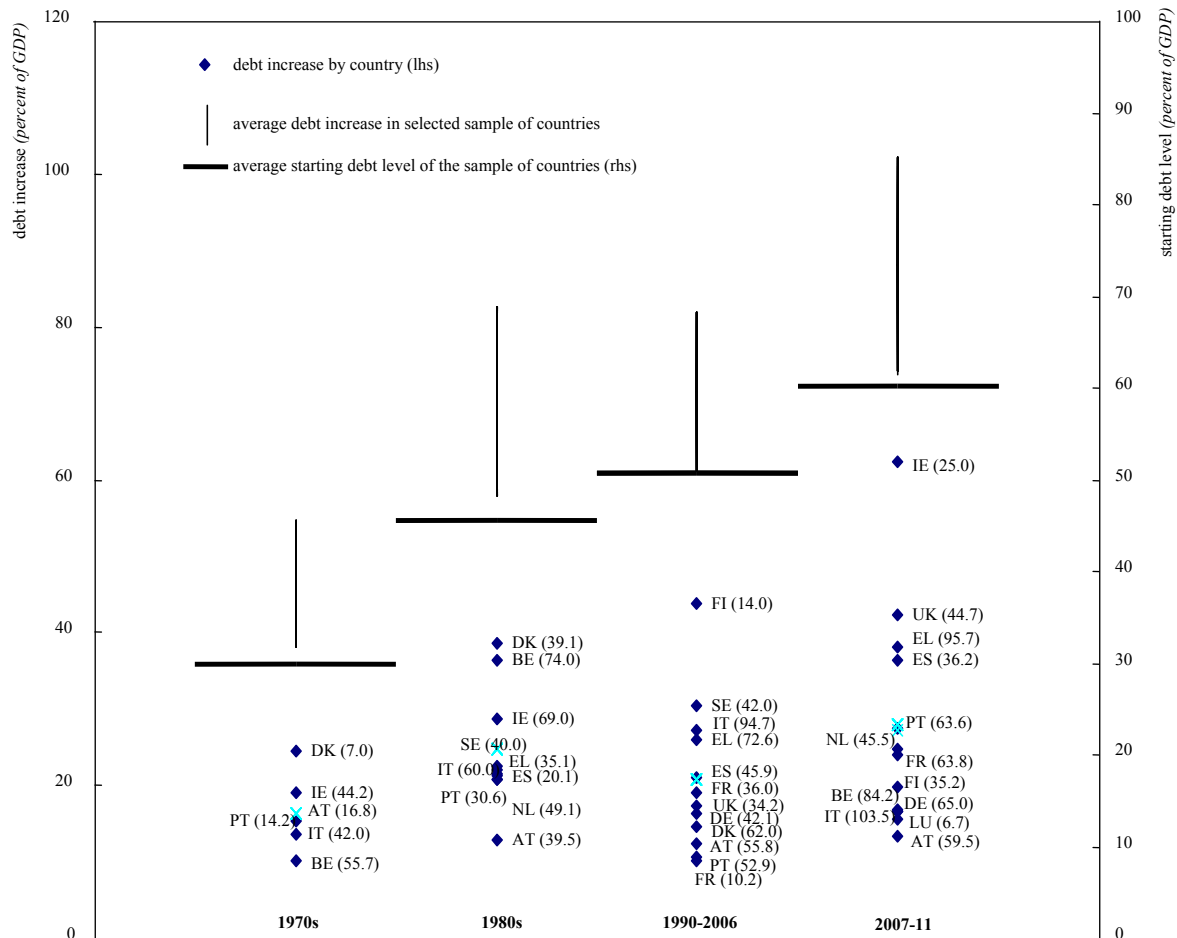 120
100
80
60
40
20
0
debt increase (percent of GDP)
debt increase by country (lhs)
average debt increase in selected sample of countries
average starting debt level of the sample of countries (rhs)
DK (7.0)
IE (44.2)
AT (16.8)
PT (14.2)
IT (42.0)
BE (55.7)
DK (39.1)
BE (74.0)
IE (69.0)
SE (40.0)
EL (35.1)
IT (60.0)
ES (20.1)
PT (30.6)
NL (49.1)
AT (39.5)
FI (14.0)
SE (42.0)
IT (94.7)
EL (72.6)
ES (45.9)
FR (36.0)
UK (34.2)
DE (42.1)
DK (62.0)
AT (55.8)
PT (52.9)
FR (10.2)
IE (25.0)
UK (44.7)
EL (95.7)
ES (36.2)
PT (63.6)
NL (45.5)
FR (63.8)
FI (35.2)
BE (84.2)
DE (65.0)
IT (103.5)
LU (6.7)
AT (59.5)
1970s
1980s
1990-2006
2007-11
100
90
80
70
60
50
40
30
20
10
0
starting debt level (percent of GDP)